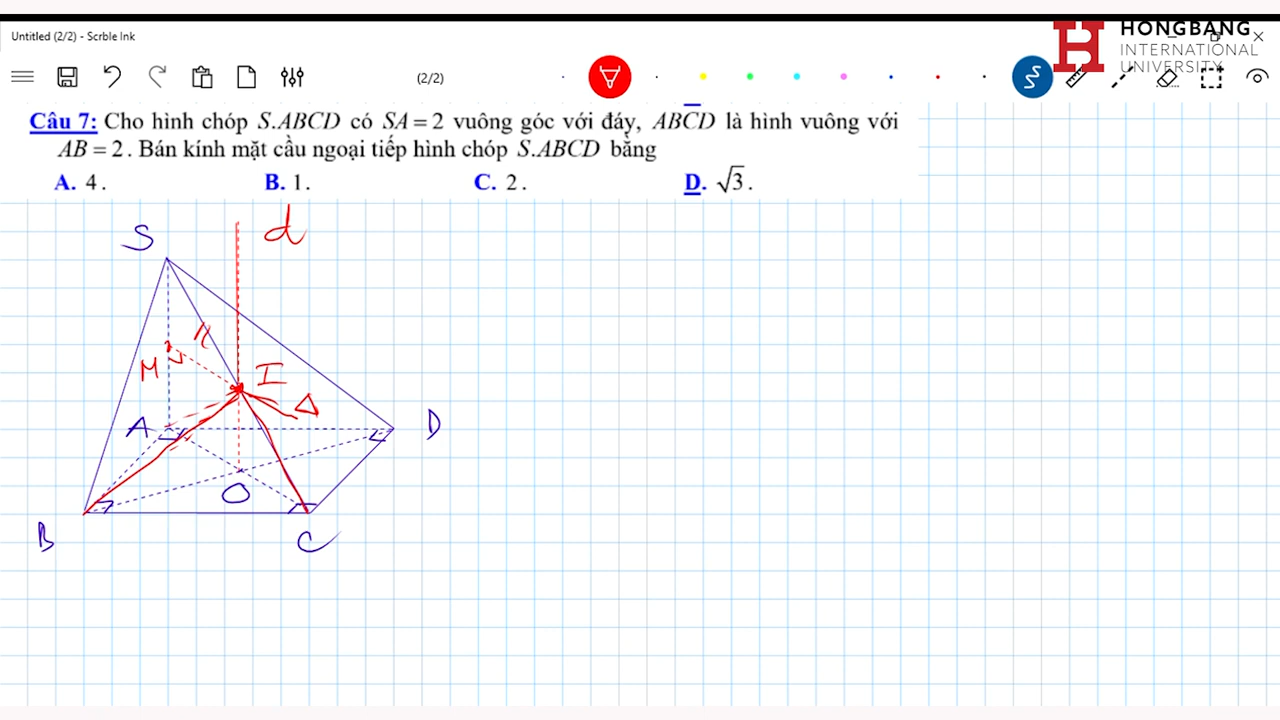 Untitled (2/2) - Scrble Ink
HONGBANG
INTERNATIONAL
UNIVERSITY
(2/2)
Câu 7: Cho hình chóp S.ABCD có SA = 2 vuông góc với đáy, ABCD là hình vuông với
AB = 2. Bán kính mặt cầu ngoại tiếp hình chóp S.ABCD bằng
A. 4. B. 1. C. 2. D. √3.
S d
M I
A Δ D
O
B C